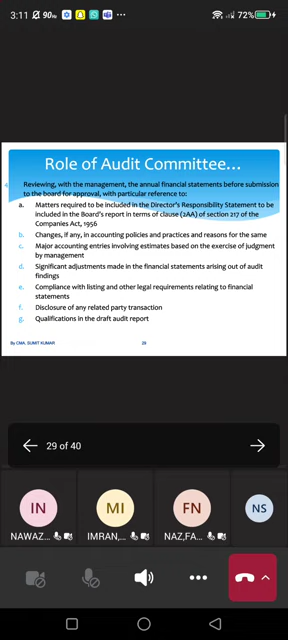 3:11 90 72%
Role of Audit Committee...
Reviewing, with the management, the annual financial statements before submission
to the board for approval, with particular reference to:
a. Matters required to be included in the Director's Responsibility Statement to be
included in the Board's report in terms of clause (2AA) of section 217 of the
Companies Act, 1956
b. Changes, if any, in accounting policies and practices and reasons for the same
c. Major accounting entries involving estimates based on the exercise of judgment
by management
d. Significant adjustments made in the financial statements arising out of audit
findings
e. Compliance with listing and other legal requirements relating to financial
statements
f. Disclosure of any related party transaction
g. Qualifications in the draft audit report
By CMA. SUMIT KUMAR 29
29 of 40
IN MI FN NS
NAWAZ... IMRAN,... NAZ,FA...